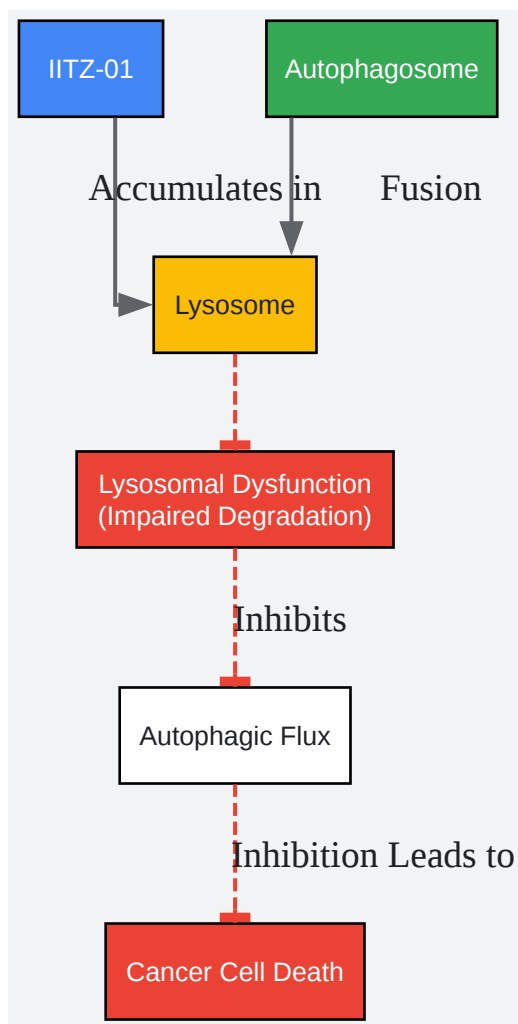 IITZ-01
Autophagosome
Accumulates in
Fusion
Lysosome
Lysosomal Dysfunction
(Impaired Degradation)
Inhibits
Autophagic Flux
Inhibition Leads to
Cancer Cell Death